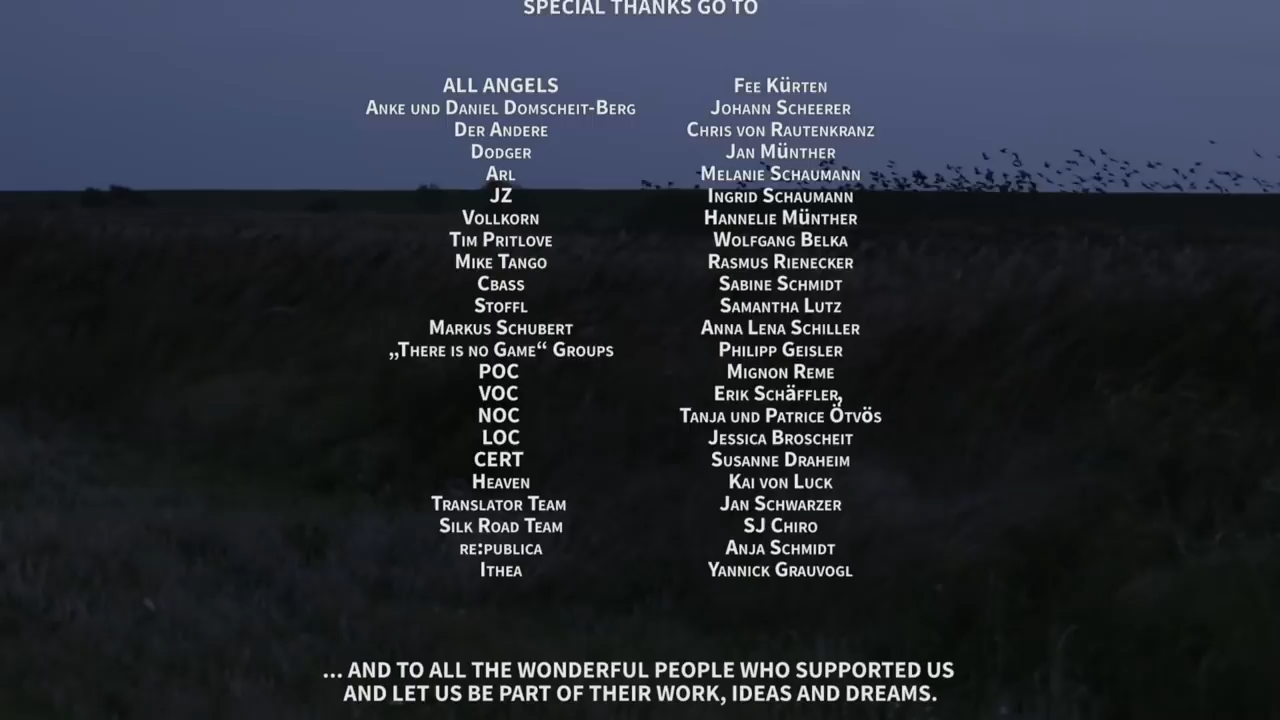 SPECIAL THANKS GO TO
ALL ANGELS
Anke und Daniel Domscheit-Berg
Der Andere
Dodger
Arl
JZ
Vollkorn
Tim Pritlove
Mike Tango
Cbass
Stoffl
Markus Schubert
„There is no Game“ Groups
POC
VOC
NOC
LOC
CERT
Heaven
Translator Team
Silk Road Team
re:publica
Ithea
Fee Kürten
Johann Scheerer
Chris von Rautenkranz
Jan Münther
Melanie Schaumann
Ingrid Schaumann
Hannelie Münther
Wolfgang Belka
Rasmus Rienecker
Sabine Schmidt
Samantha Lutz
Anna Lena Schiller
Philipp Geisler
Mignon Reme
Erik Schäffler,
Tanja und Patrice Ötvös
Jessica Broscheit
Susanne Draheim
Kai von Luck
Jan Schwarzer
SJ Chiro
Anja Schmidt
Yannick Grauvogl
... AND TO ALL THE WONDERFUL PEOPLE WHO SUPPORTED US
AND LET US BE PART OF THEIR WORK, IDEAS AND DREAMS.